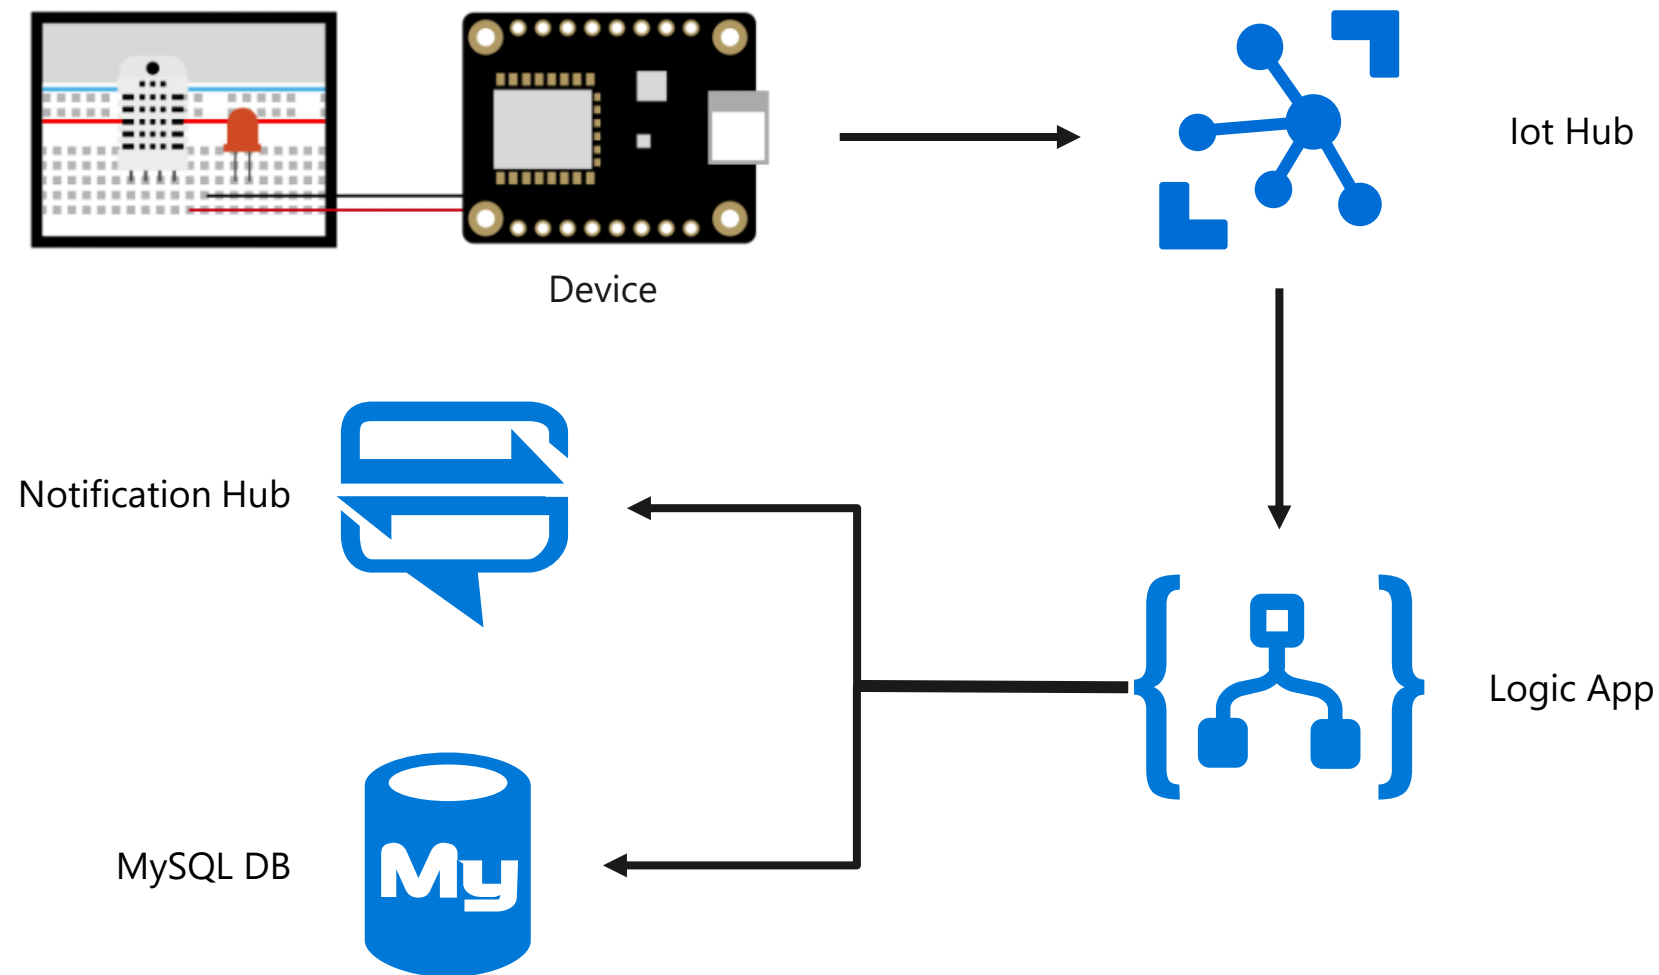 Iot Hub
Device
Notification Hub
Logic App
MySQL DB
My